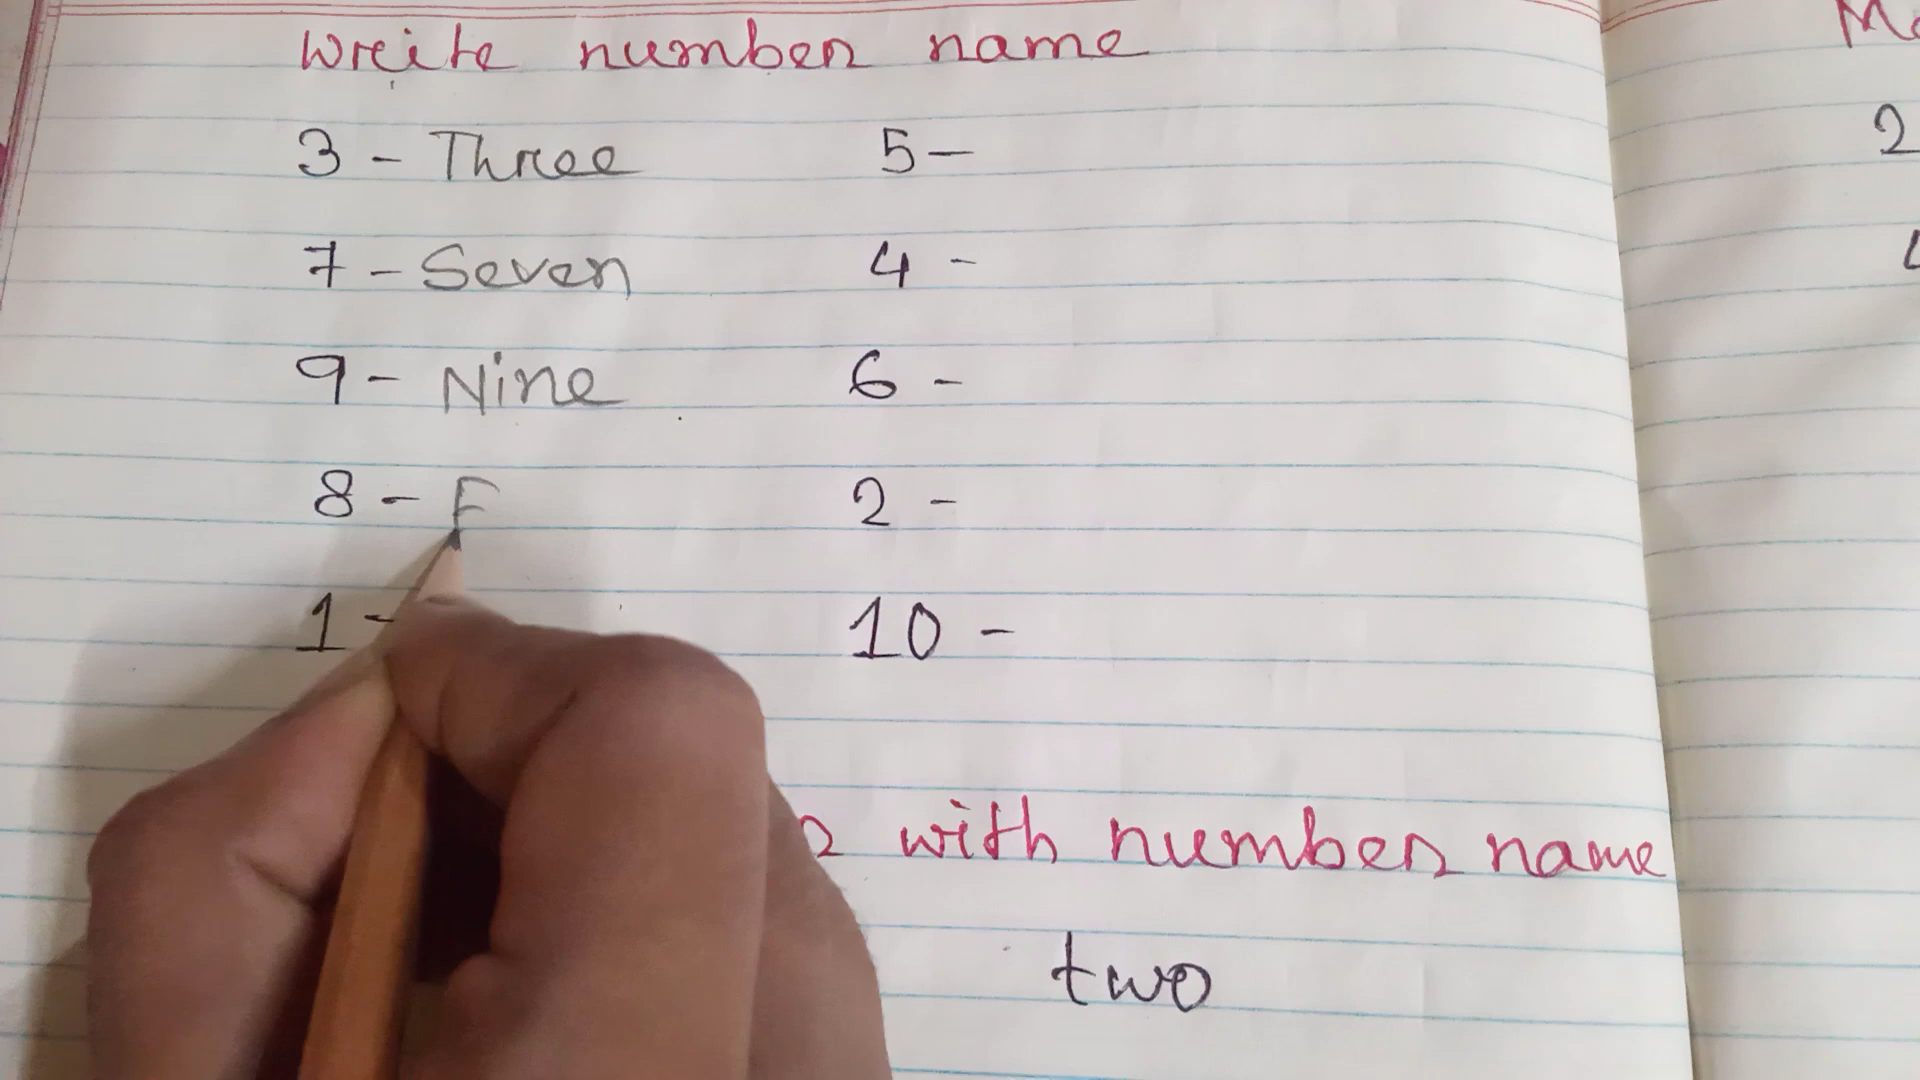 Write number name
3 - Three 5 -
7 - Seven 4 -
9 - Nine 6 -
8 - F 2 -
1 - 10 -
with number name
two
2